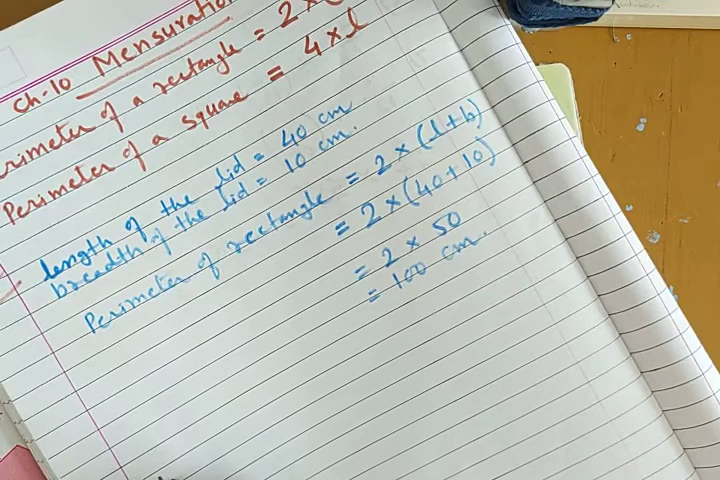 Ch-10 Mensuration
Perimeter of a rectangle = 2 ×
Perimeter of a square = 4 × l
length of the lid = 40 cm
breadth of the lid = 10 cm.
Perimeter of rectangle = 2 × (l + b)
= 2 × (40 + 10)
= 2 × 50
= 100 cm.